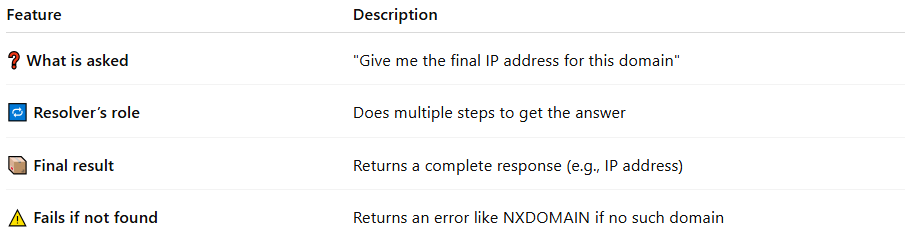 Feature Description
❓ What is asked "Give me the final IP address for this domain"
🔁 Resolver’s role Does multiple steps to get the answer
📦 Final result Returns a complete response (e.g., IP address)
⚠️ Fails if not found Returns an error like NXDOMAIN if no such domain